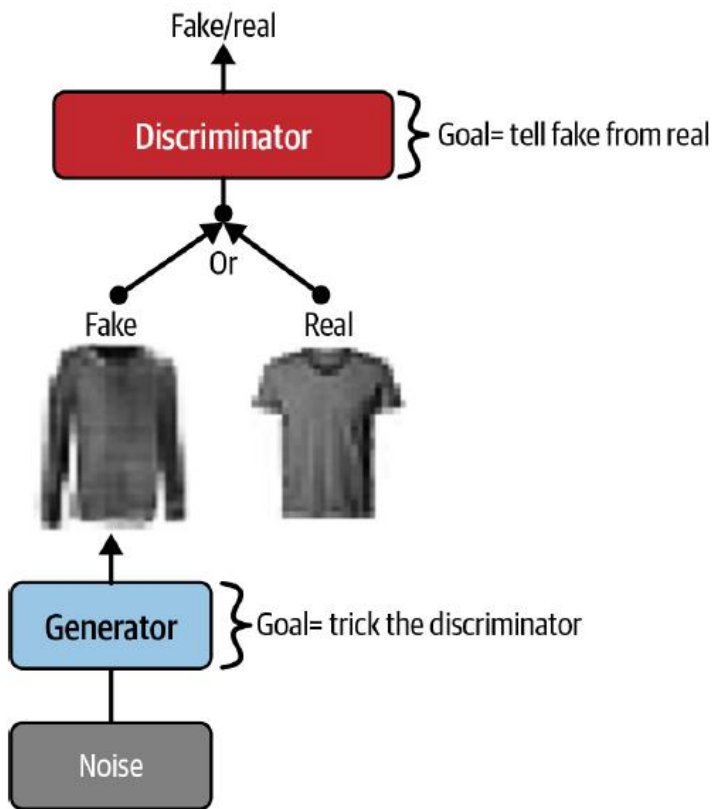 Fake/real
Discriminator
Goal= tell fake from real
Or
Fake
Real
Generator
Goal= trick the discriminator
Noise